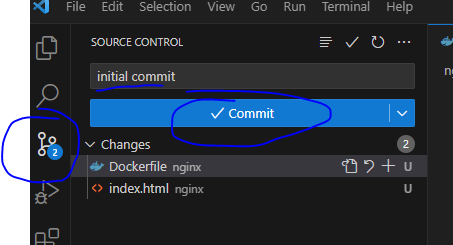 Edit Selection View Go Run Terminal Help
SOURCE CONTROL
initial commit
Commit
2
Changes 2
Dockerfile nginx U
index.html nginx U